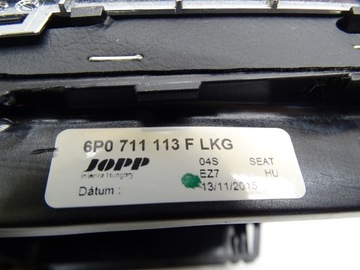 6P0 711 113 F LKG
JOPP 04S SEAT
Interior Hungary EZ7 HU
Dátum : 13/11/2015